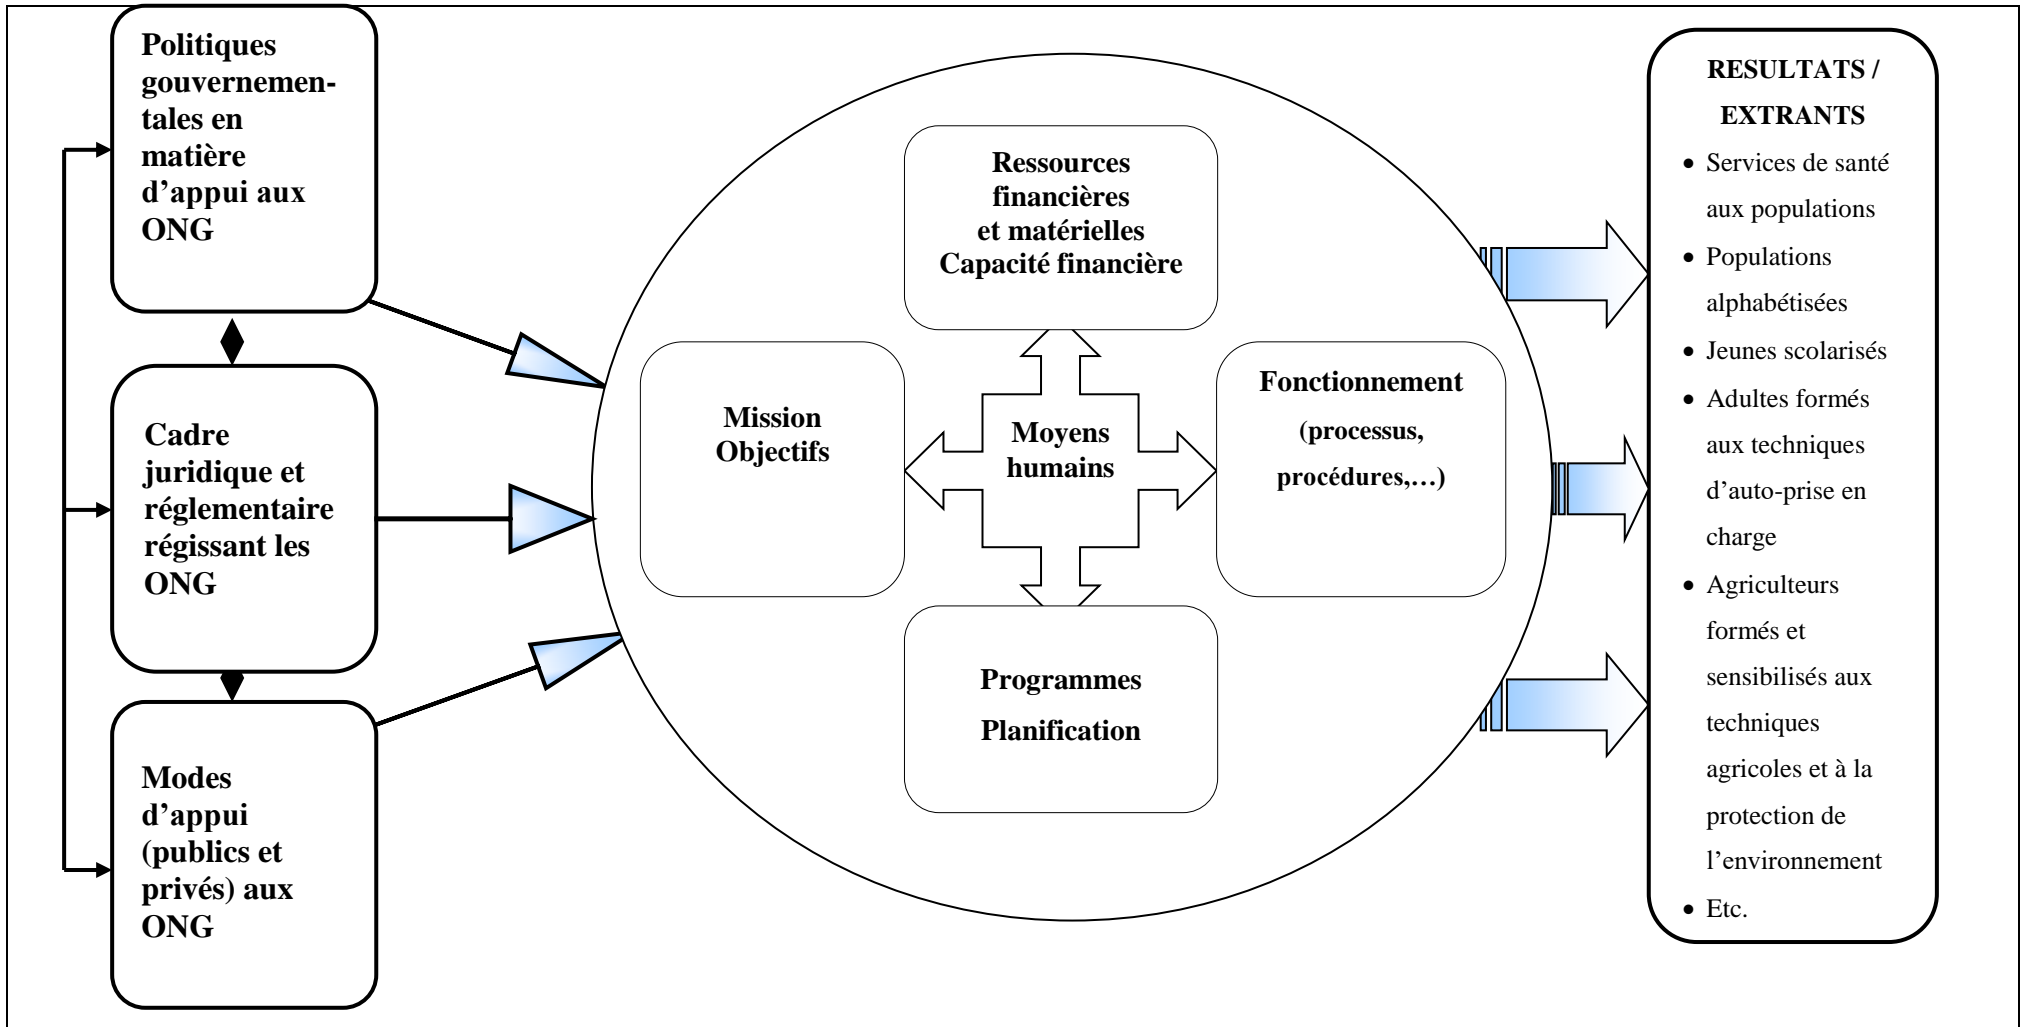 Politiques
gouvernemen-
tales en
matière
d’appui aux
ONG
Cadre
juridique et
réglementaire
régissant les
ONG
Modes
d’appui
(publics et
privés) aux
ONG
Ressources
financières
et matérielles
Capacité financière
Mission
Objectifs
Moyens
humains
Fonctionnement
(processus,
procédures,…)
Programmes
Planification
RESULTATS /
EXTRANTS
• Services de santé
aux populations
• Populations
alphabétisées
• Jeunes scolarisés
• Adultes formés
aux techniques
d’auto-prise en
charge
• Agriculteurs
formés et
sensibilisés aux
techniques
agricoles et à la
protection de
l’environnement
• Etc.